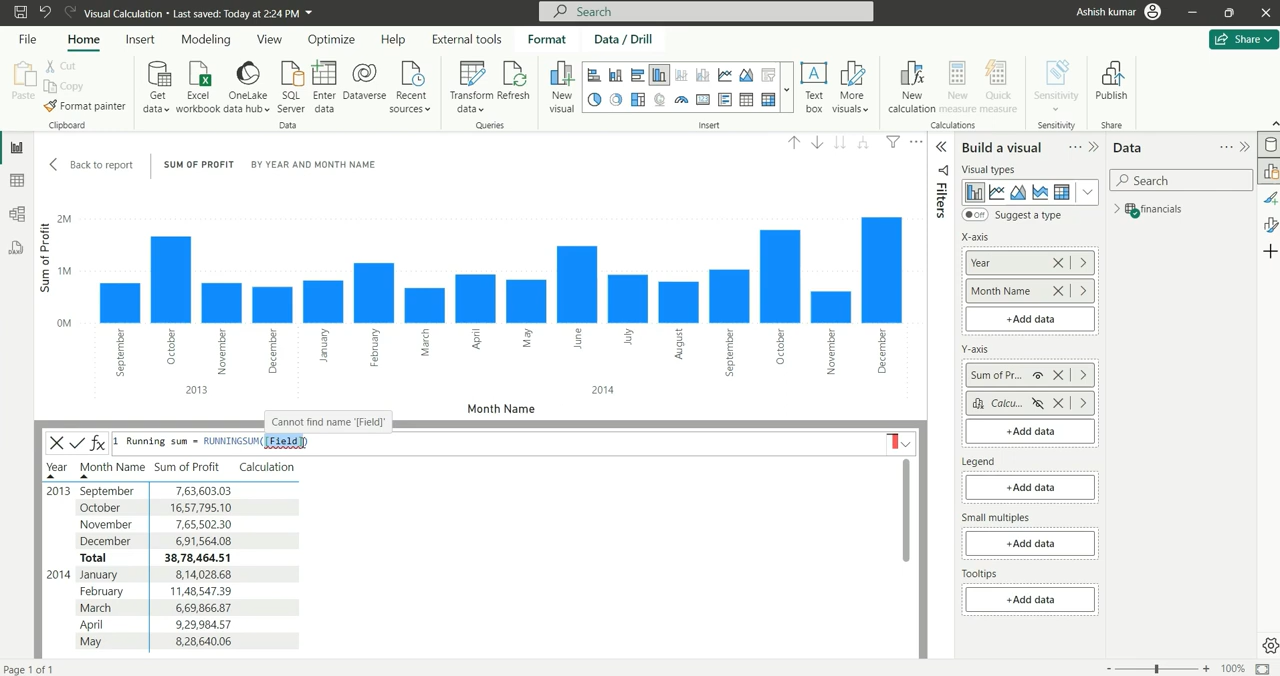 Visual Calculation • Last saved: Today at 2:24 PM
Search
Ashish kumar
File Home Insert Modeling View Optimize Help External tools Format Data / Drill
Share
Paste
Cut
Copy
Format painter
Clipboard
Get data
Excel workbook
OneLake data hub
SQL Server
Enter data
Dataverse
Recent sources
Data
Transform data
Refresh
Queries
New visual
Text box
More visuals
Insert
New calculation
New measure
Quick measure
Calculations
Sensitivity
Sensitivity
Publish
Share
Back to report
SUM OF PROFIT
BY YEAR AND MONTH NAME
Sum of Profit
2M
1M
0M
September
October
November
December
January
February
March
April
May
June
July
August
September
October
November
December
2013
2014
Month Name
Cannot find name '[Field]'
1 Running sum = RUNNINGSUM([Field])
Year Month Name Sum of Profit Calculation
2013 September 7,63,603.03
October 16,57,795.10
November 7,65,502.30
December 6,91,564.08
Total 38,78,464.51
2014 January 8,14,028.68
February 11,48,547.39
March 6,69,866.87
April 9,29,984.57
May 8,28,640.06
Filters
Build a visual
Visual types
Off Suggest a type
X-axis
Year
Month Name
+Add data
Y-axis
Sum of Pr...
Calcu...
+Add data
Legend
+Add data
Small multiples
+Add data
Tooltips
+Add data
Data
Search
financials
Page 1 of 1
- + 100%